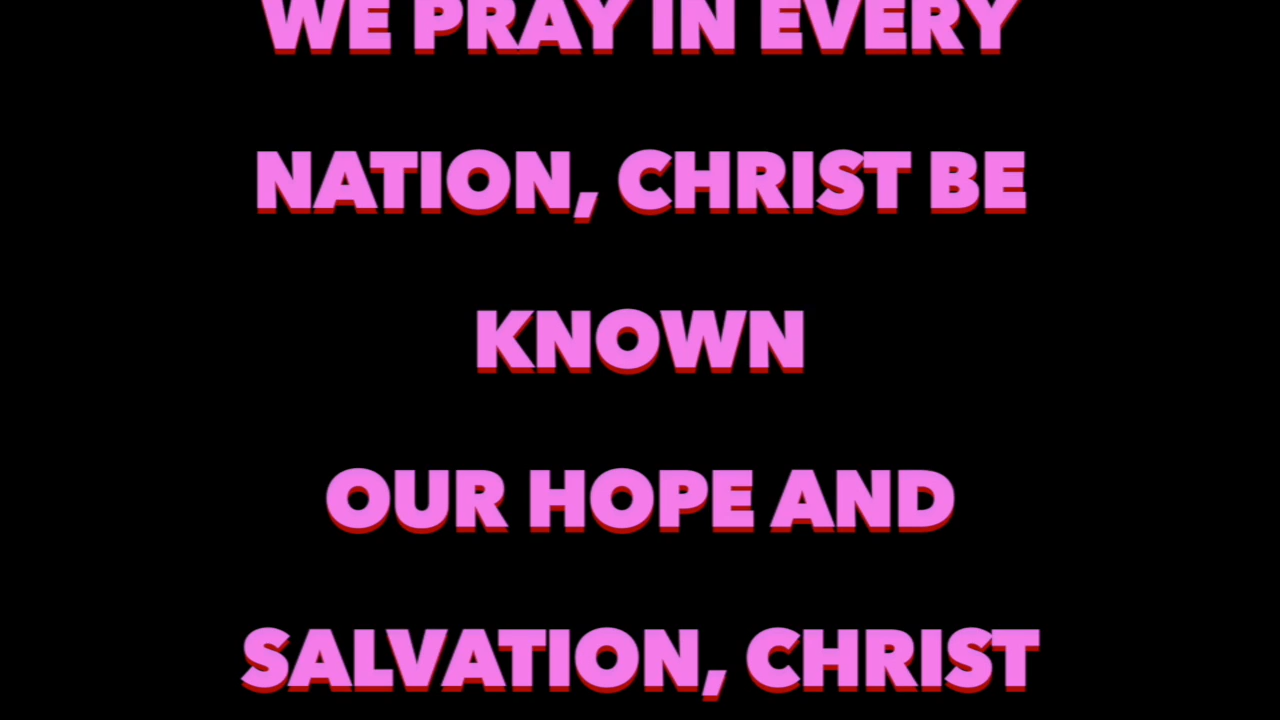 WE PRAY IN EVERY
NATION, CHRIST BE
KNOWN
OUR HOPE AND
SALVATION, CHRIST